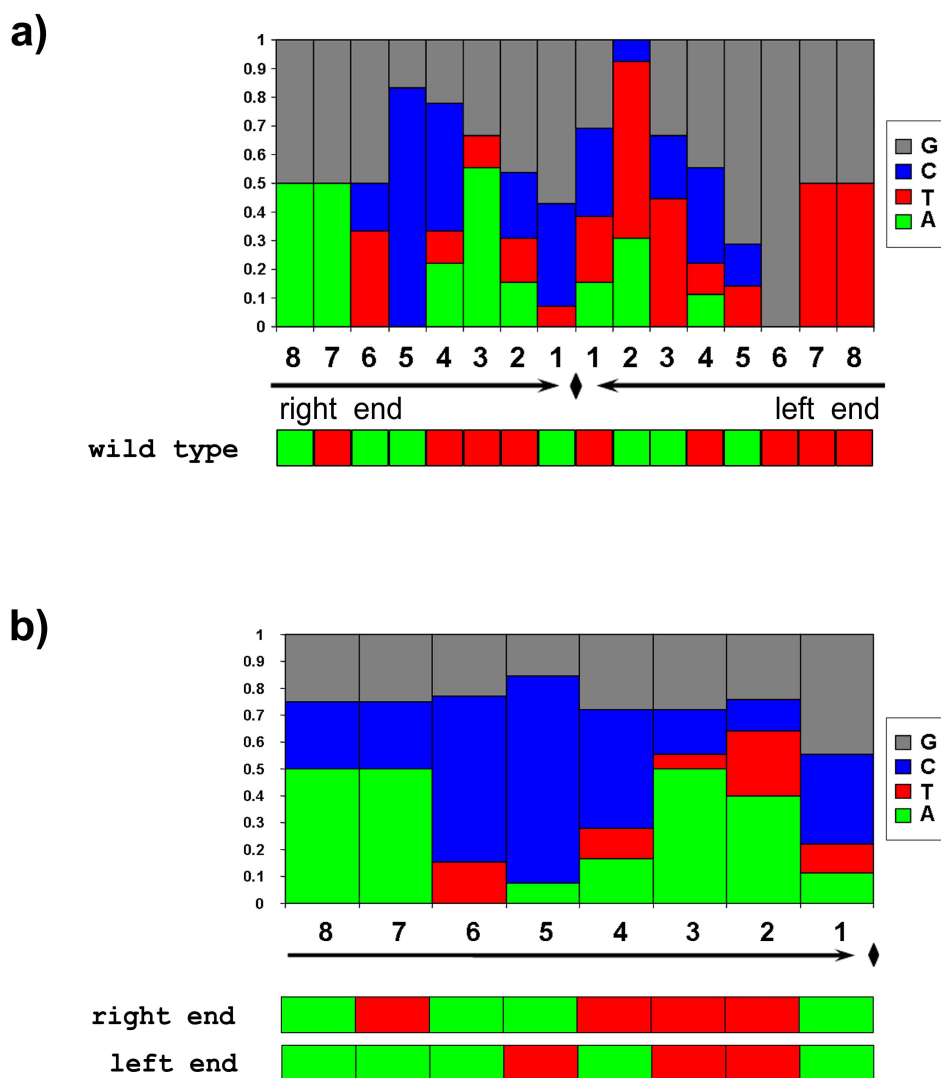 a)
1
0.9
0.8
0.7
0.6
0.5
0.4
0.3
0.2
0.1
0
G
C
T
A
8 7 6 5 4 3 2 1 1 2 3 4 5 6 7 8
right end left end
wild type
b)
1
0.9
0.8
0.7
0.6
0.5
0.4
0.3
0.2
0.1
0
G
C
T
A
8 7 6 5 4 3 2 1
right end
left end